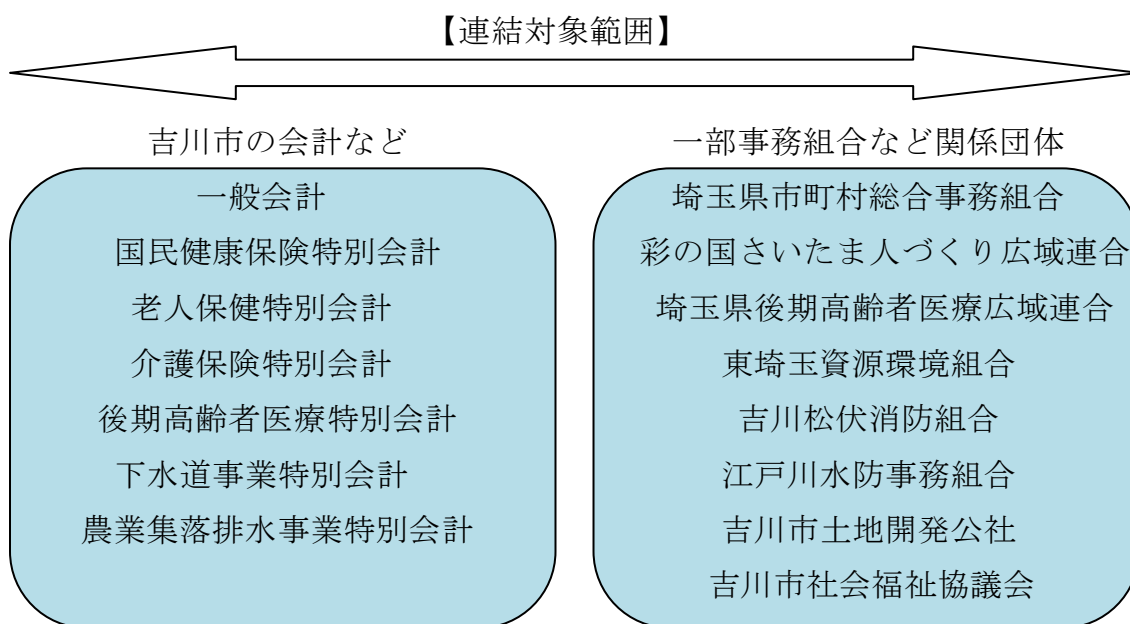 【連結対象範囲】
吉川市の会計など
一般会計
国民健康保険特別会計
老人保健特別会計
介護保険特別会計
後期高齢者医療特別会計
下水道事業特別会計
農業集落排水事業特別会計
一部事務組合など関係団体
埼玉県市町村総合事務組合
彩の国さいたま人づくり広域連合
埼玉県後期高齢者医療広域連合
東埼玉資源環境組合
吉川松伏消防組合
江戸川水防事務組合
吉川市土地開発公社
吉川市社会福祉協議会